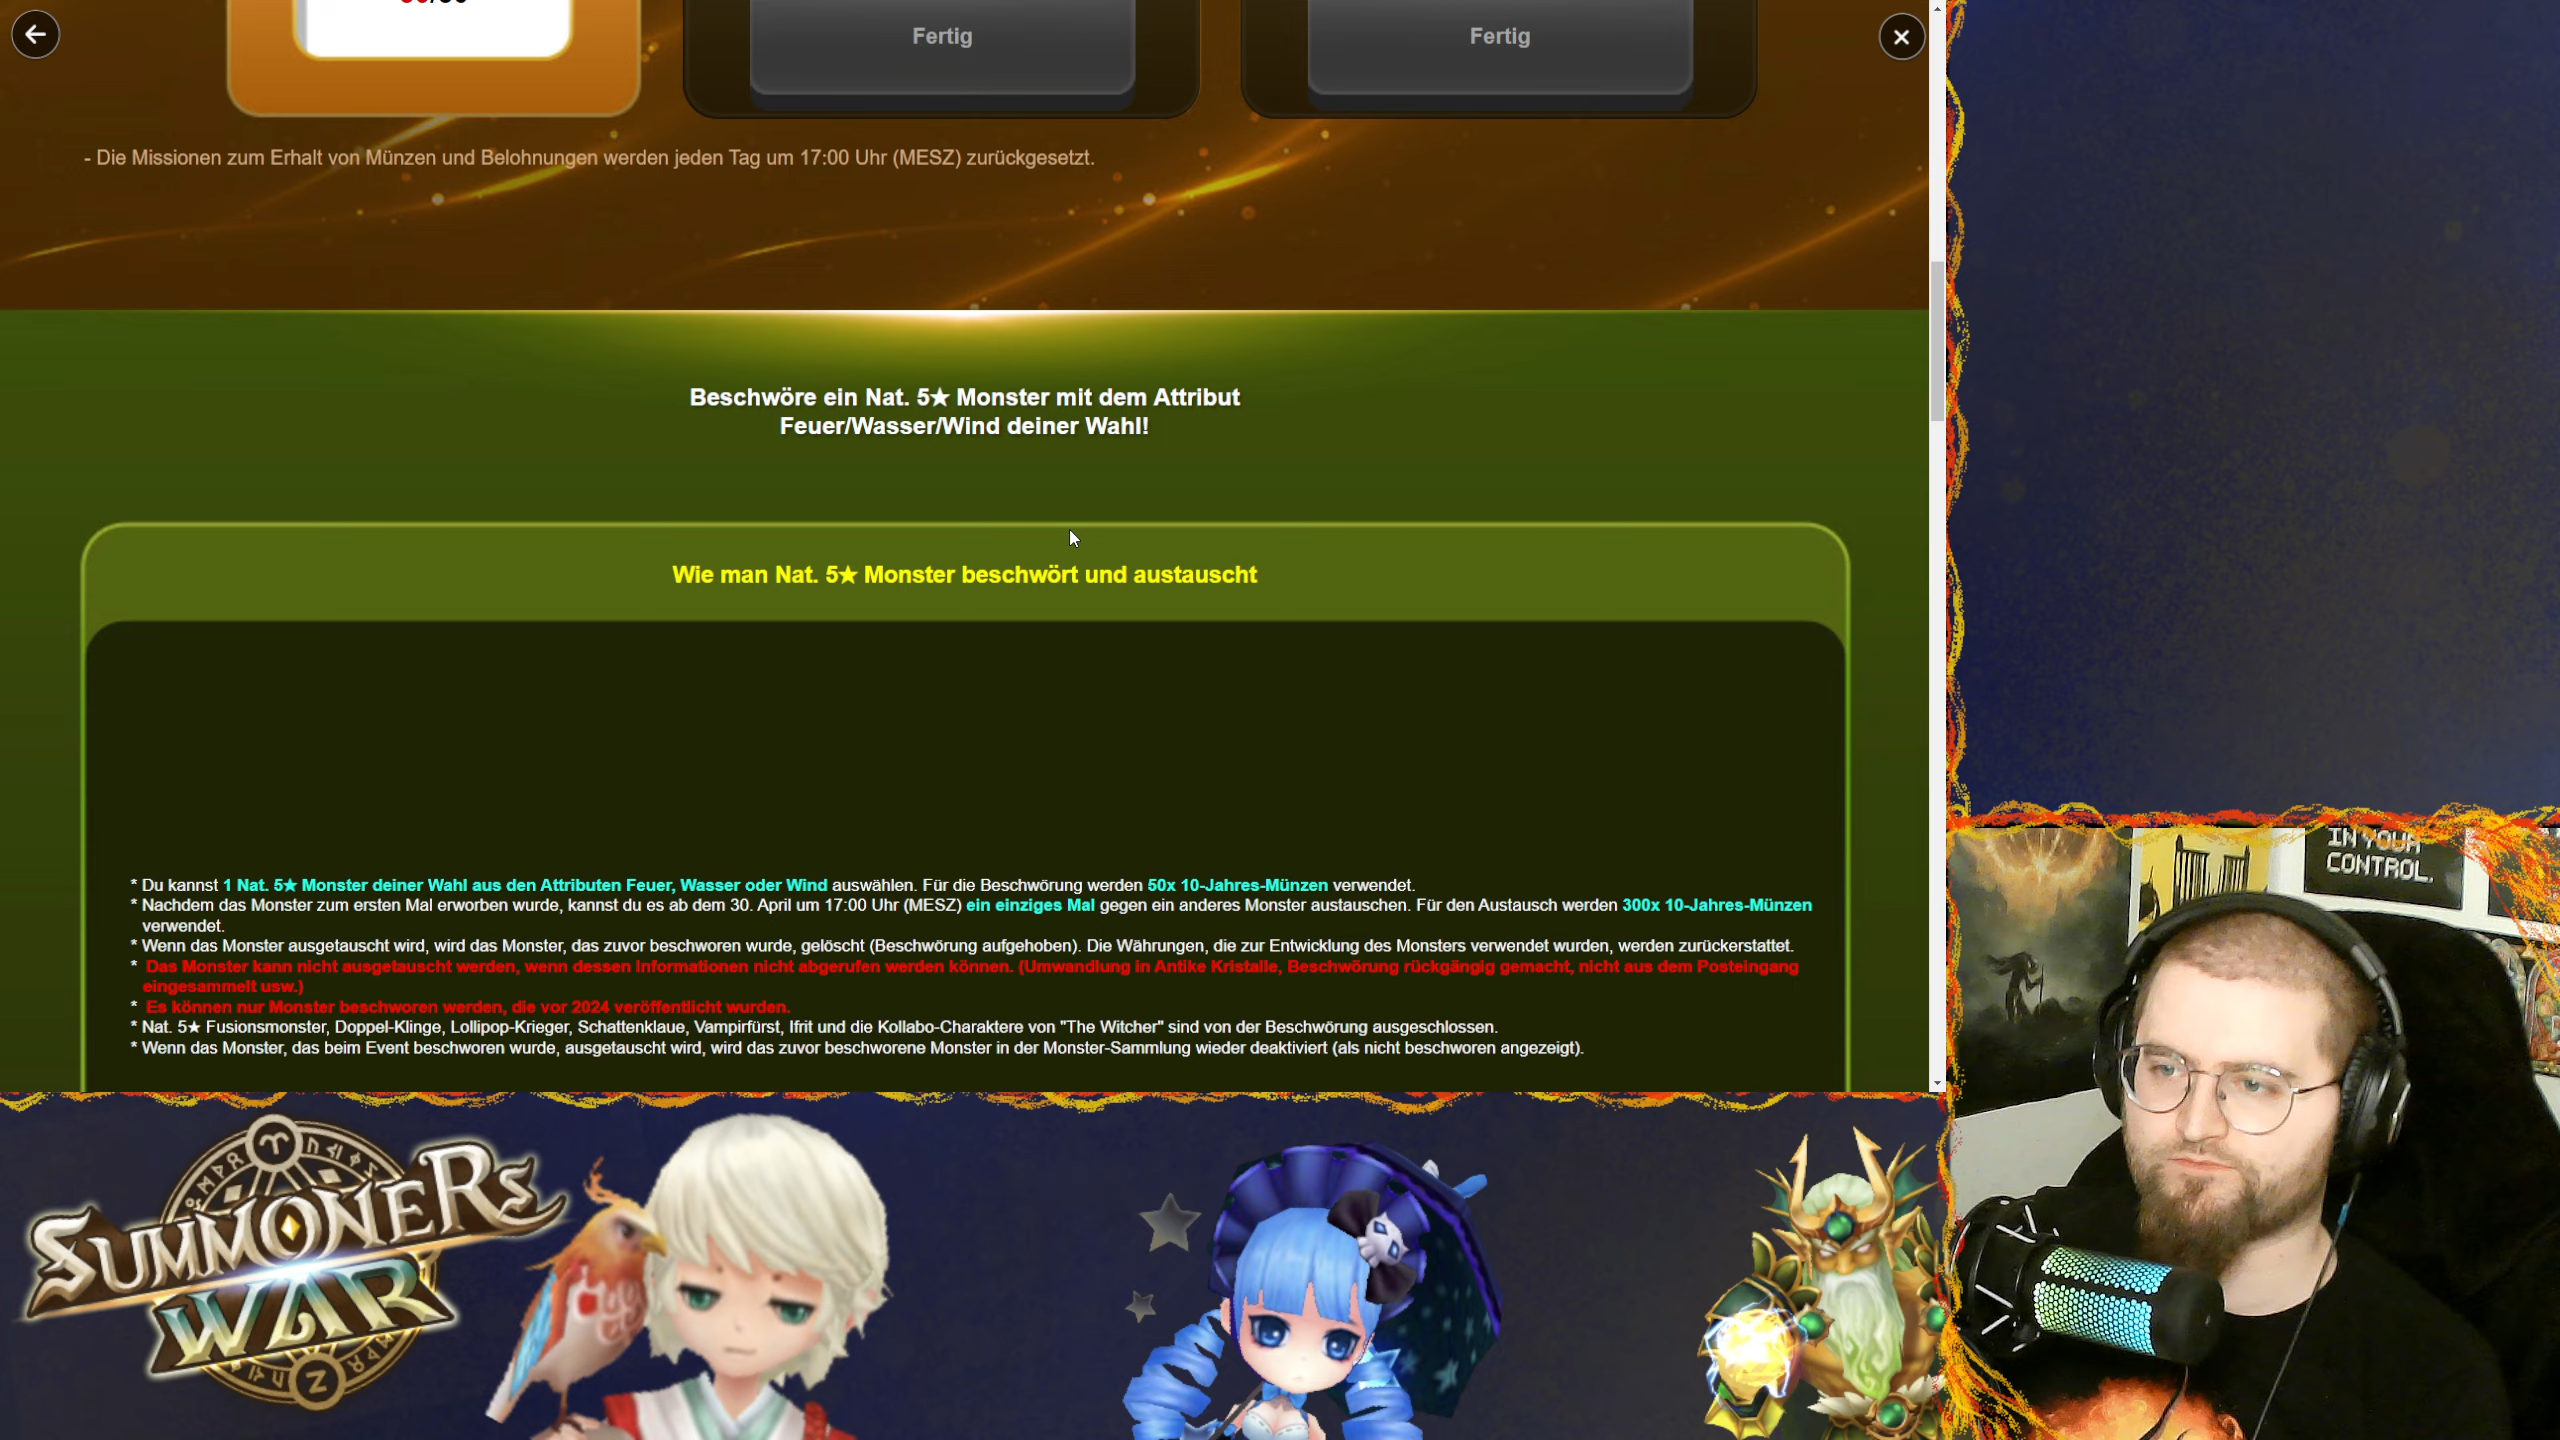 Fertig
Fertig
- Die Missionen zum Erhalt von Münzen und Belohnungen werden jeden Tag um 17:00 Uhr (MESZ) zurückgesetzt.
Beschwöre ein Nat. 5★ Monster mit dem Attribut
Feuer/Wasser/Wind deiner Wahl!
Wie man Nat. 5★ Monster beschwört und austauscht
* Du kannst 1 Nat. 5★ Monster deiner Wahl aus den Attributen Feuer, Wasser oder Wind auswählen. Für die Beschwörung werden 50x 10-Jahres-Münzen verwendet.
* Nachdem das Monster zum ersten Mal erworben wurde, kannst du es ab dem 30. April um 17:00 Uhr (MESZ) ein einziges Mal gegen ein anderes Monster austauschen. Für den Austausch werden 300x 10-Jahres-Münzen
verwendet.
* Wenn das Monster ausgetauscht wird, wird das Monster, das zuvor beschworen wurde, gelöscht (Beschwörung aufgehoben). Die Währungen, die zur Entwicklung des Monsters verwendet wurden, werden zurückerstattet.
* Das Monster kann nicht ausgetauscht werden, wenn dessen Informationen nicht abgerufen werden können. (Umwandlung in Antike Kristalle, Beschwörung rückgängig gemacht, nicht aus dem Posteingang
eingesammelt usw.)
* Es können nur Monster beschworen werden, die vor 2024 veröffentlicht wurden.
* Nat. 5★ Fusionsmonster, Doppel-Klinge, Lollipop-Krieger, Schattenklaue, Vampirfürst, Ifrit und die Kollabo-Charaktere von "The Witcher" sind von der Beschwörung ausgeschlossen.
* Wenn das Monster, das beim Event beschworen wurde, ausgetauscht wird, wird das zuvor beschworene Monster in der Monster-Sammlung wieder deaktiviert (als nicht beschworen angezeigt).
IN YOUR
CONTROL.
SUMMONERS
WAR